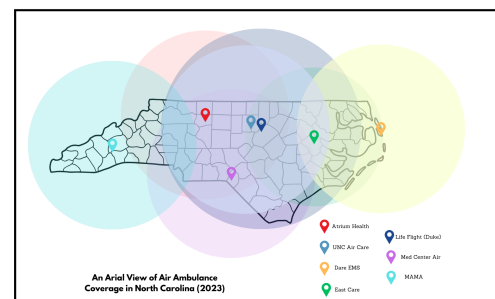 Atrium Health
UNC Air Care
Dare EMS
East Care
Life Flight (Duke)
Med Center Air
MAMA
An Arial View of Air Ambulance
Coverage in North Carolina (2023)